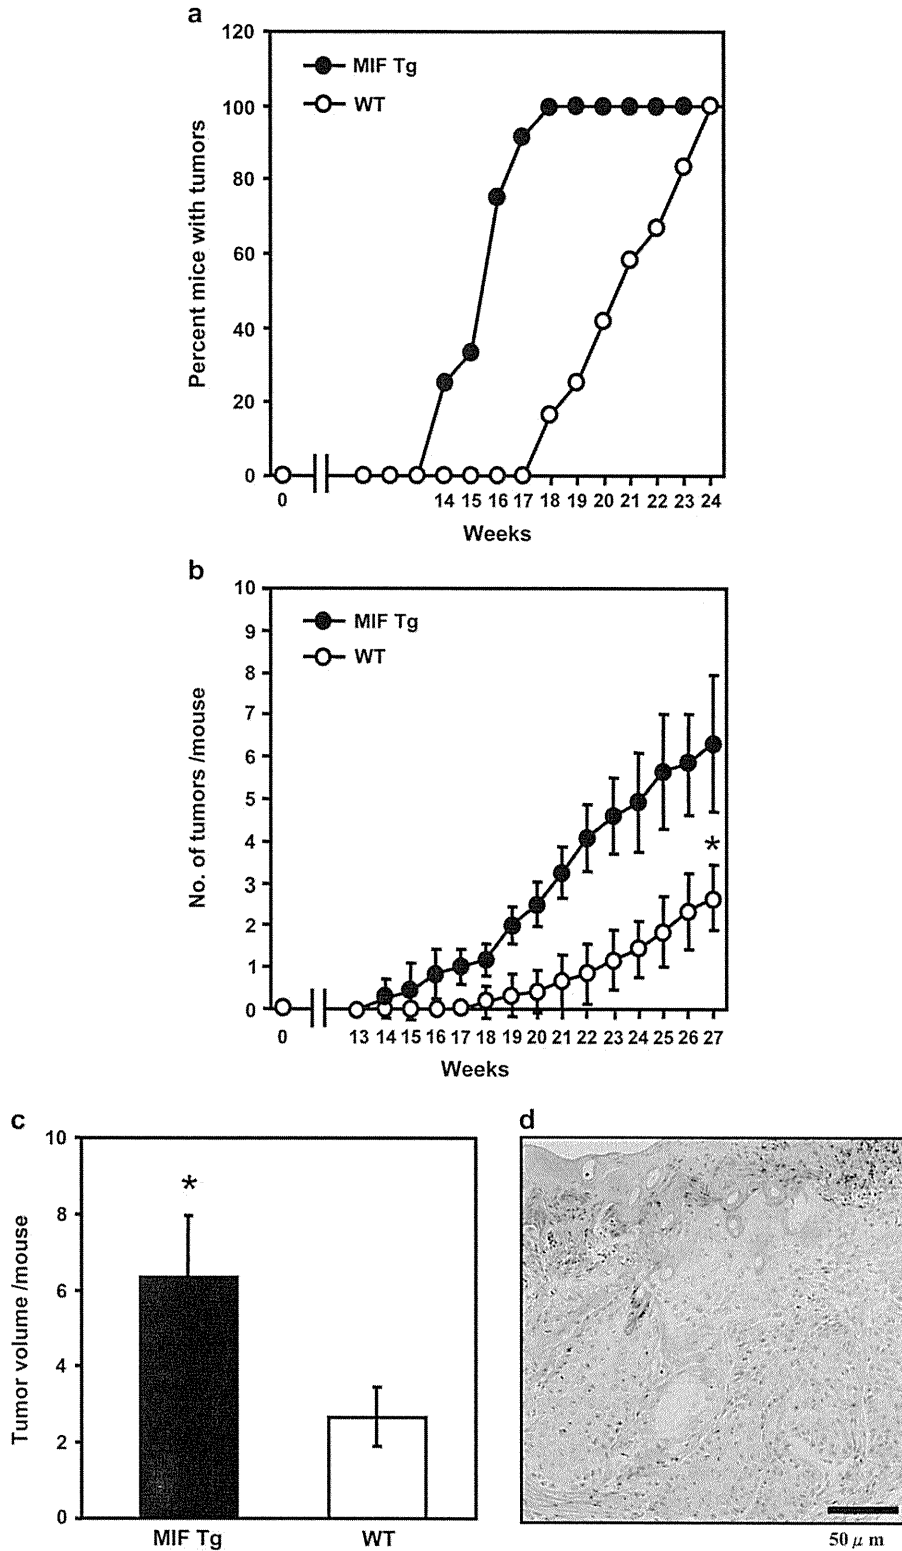 a
120
100
80
60
40
20
0
Percent mice with tumors
MIF Tg
WT
0 14 15 16 17 18 19 20 21 22 23 24
Weeks
b
10
9
8
7
6
5
4
3
2
1
0
No. of tumors /mouse
MIF Tg
WT
*
0 13 14 15 16 17 18 19 20 21 22 23 24 25 26 27
Weeks
c
10
8
6
4
2
0
Tumor volume /mouse
*
MIF Tg WT
d
50 μ m